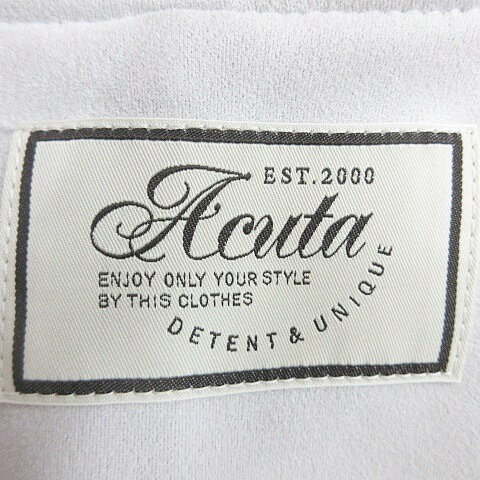 EST.2000
Acuta
ENJOY ONLY YOUR STYLE
BY THIS CLOTHES
DETENT & UNIQUE